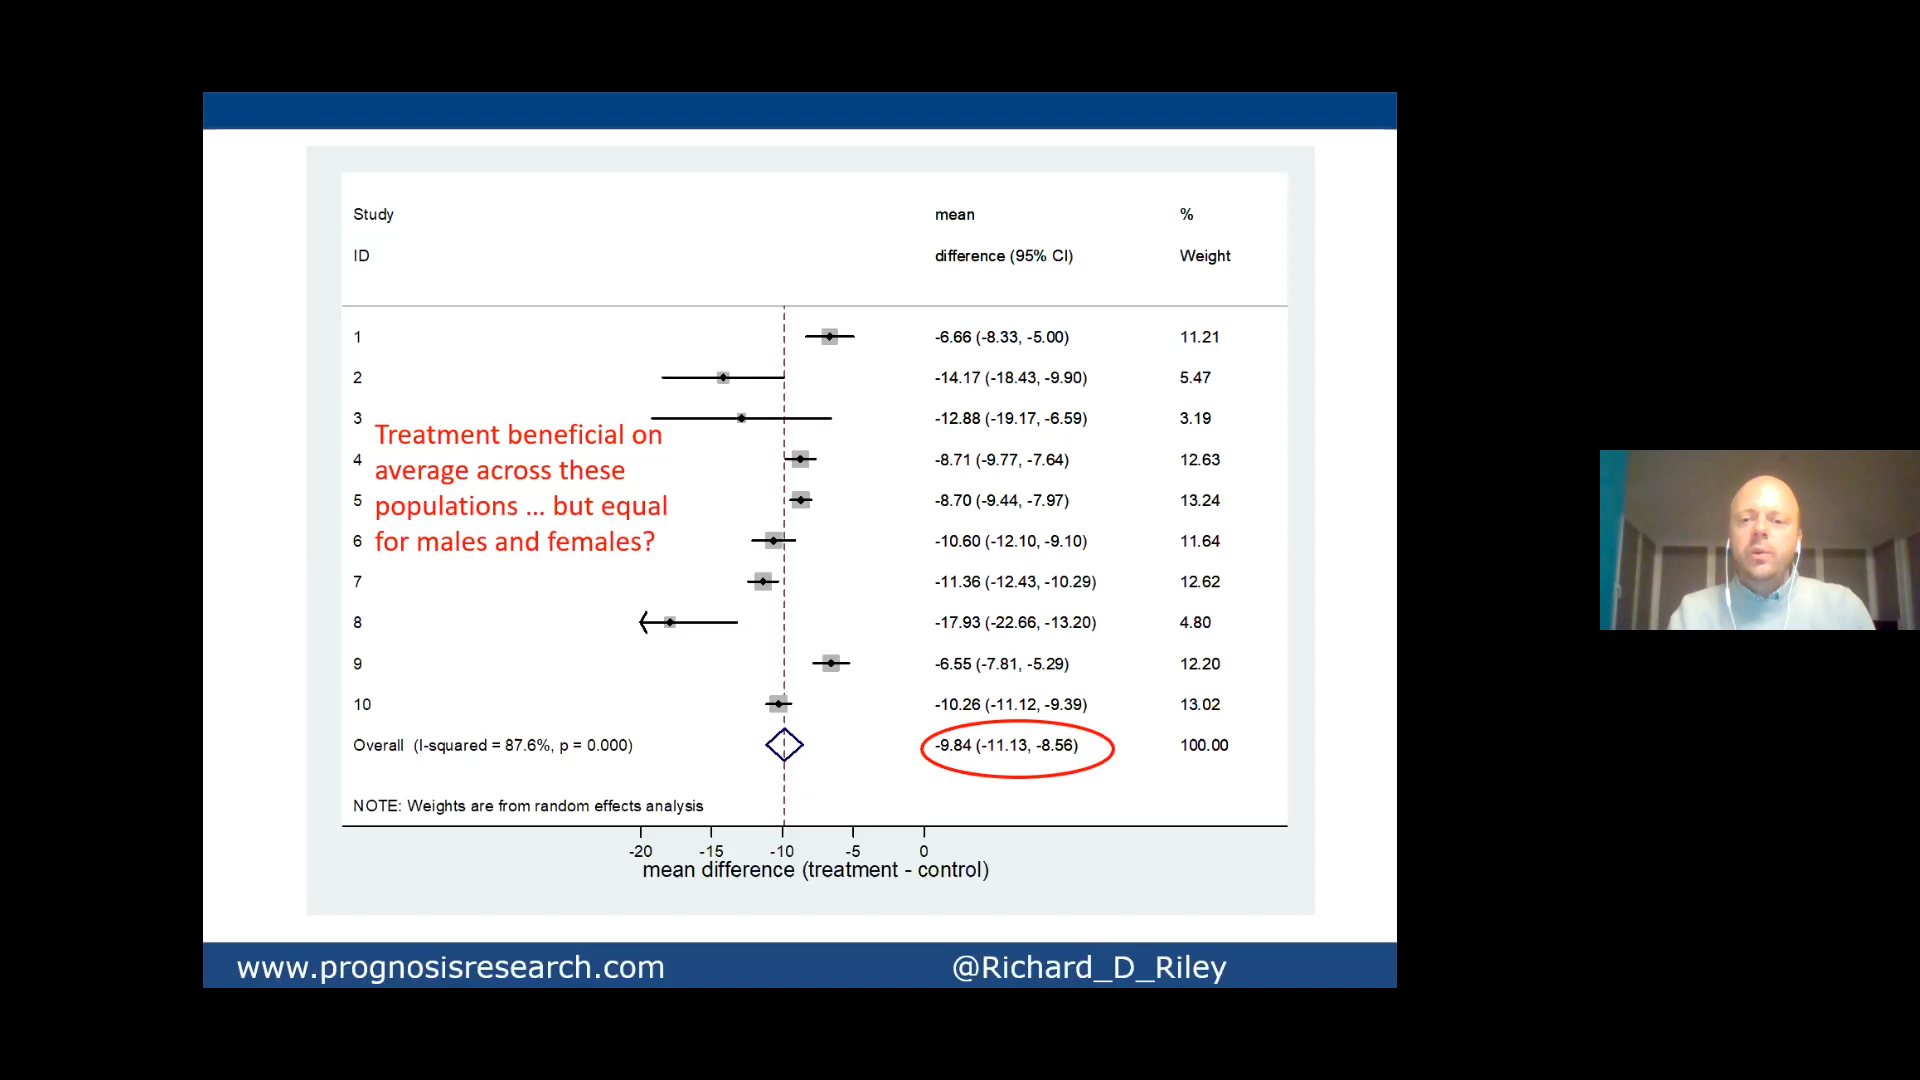 Study mean %
ID difference (95% CI) Weight
1 -6.66 (-8.33, -5.00) 11.21
2 -14.17 (-18.43, -9.90) 5.47
3 -12.88 (-19.17, -6.59) 3.19
Treatment beneficial on
average across these
populations ... but equal
for males and females?
4 -8.71 (-9.77, -7.64) 12.63
5 -8.70 (-9.44, -7.97) 13.24
6 -10.60 (-12.10, -9.10) 11.64
7 -11.36 (-12.43, -10.29) 12.62
8 -17.93 (-22.66, -13.20) 4.80
9 -6.55 (-7.81, -5.29) 12.20
10 -10.26 (-11.12, -9.39) 13.02
Overall (I-squared = 87.6%, p = 0.000) -9.84 (-11.13, -8.56) 100.00
NOTE: Weights are from random effects analysis
-20 -15 -10 -5 0
mean difference (treatment - control)
www.prognosisresearch.com @Richard_D_Riley